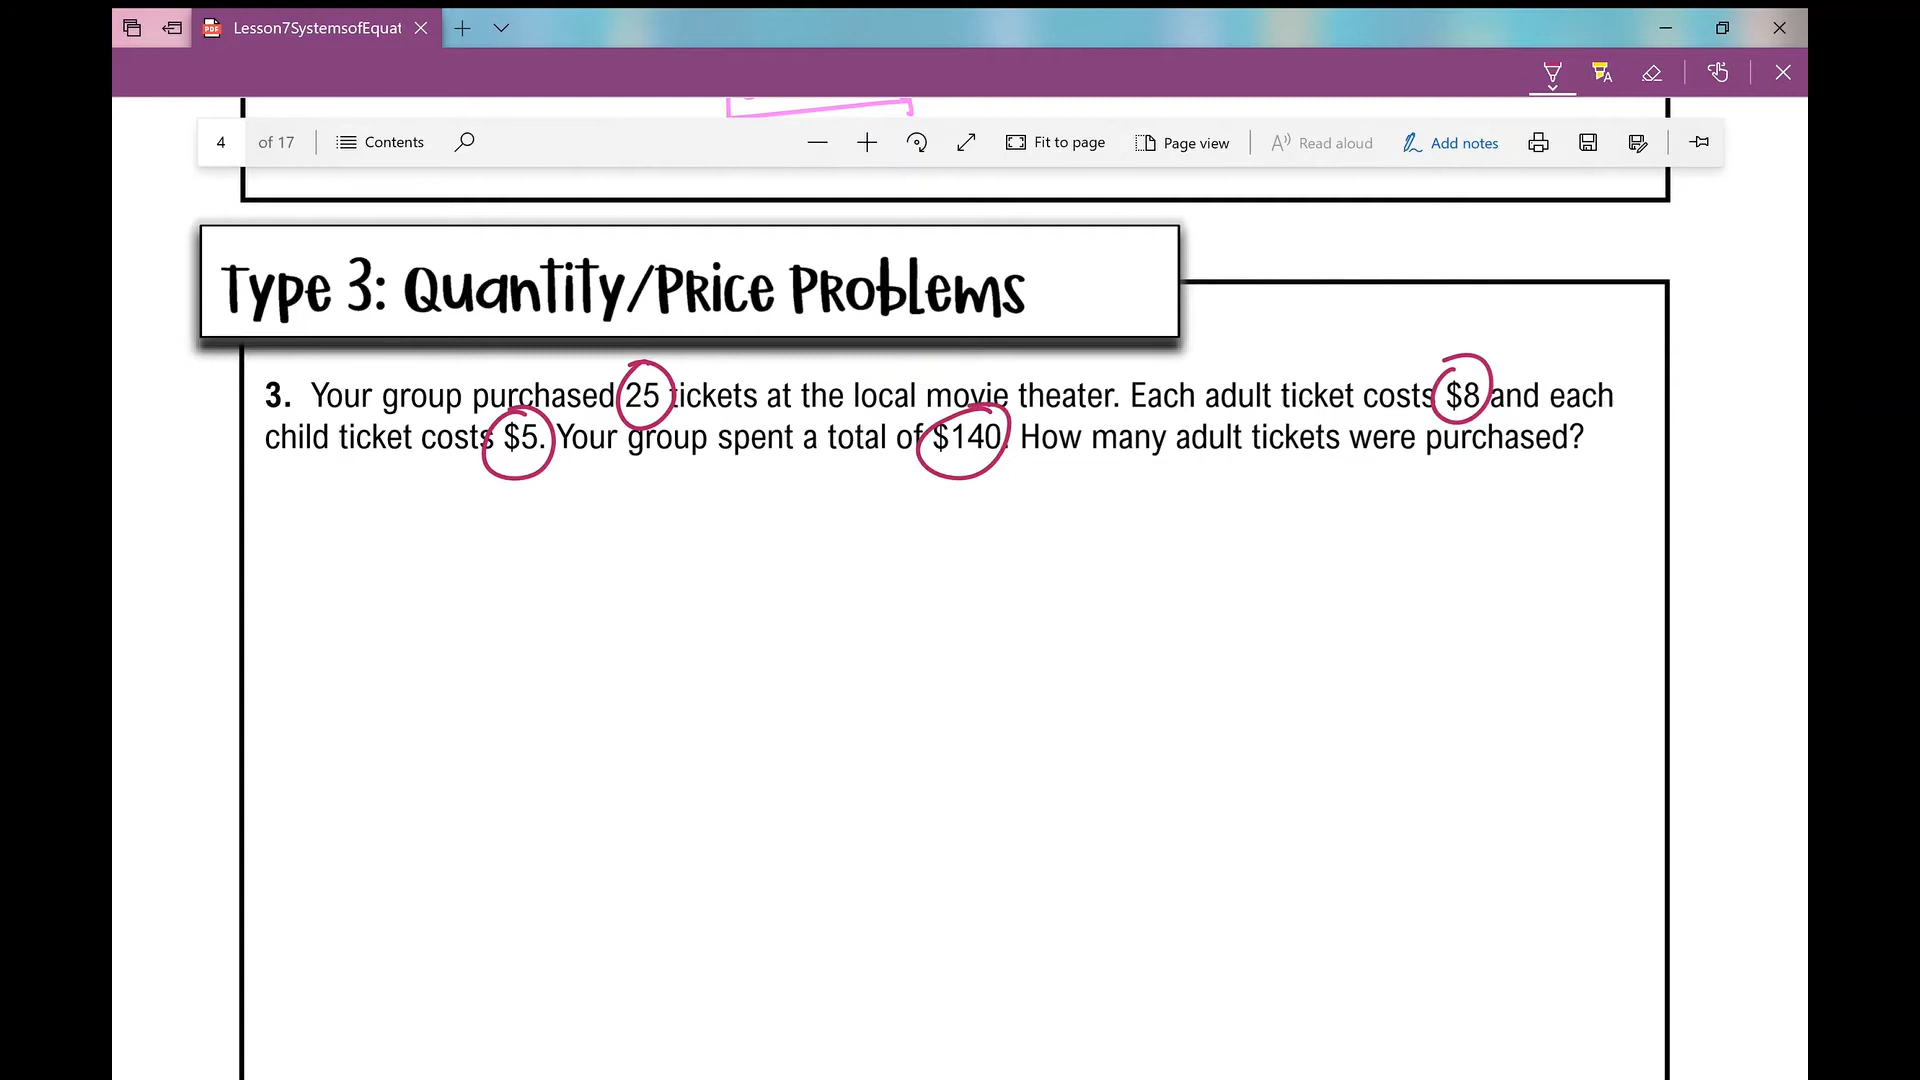 Lesson7SystemsofEquat
4 of 17 Contents Fit to page Page view Read aloud Add notes
Type 3: Quantity/Price Problems
3. Your group purchased 25 tickets at the local movie theater. Each adult ticket costs $8 and each
child ticket costs $5. Your group spent a total of $140. How many adult tickets were purchased?